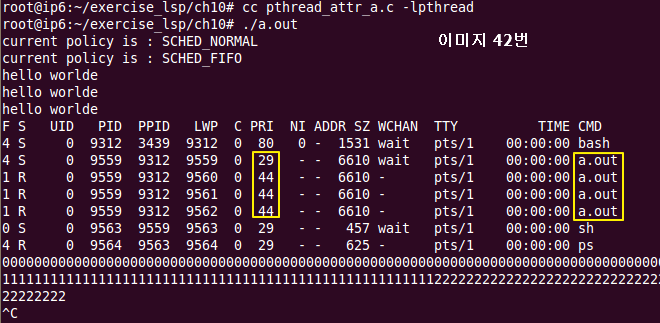 root@ip6:~/exercise_lsp/ch10# cc pthread_attr_a.c -lpthread
root@ip6:~/exercise_lsp/ch10# ./a.out
이미지 42번
current policy is : SCHED_NORMAL
current policy is : SCHED_FIFO
hello worlde
hello worlde
hello worlde
F S   UID   PID  PPID   LWP  C PRI  NI ADDR SZ WCHAN  TTY          TIME CMD
4 S     0  9312  3439  9312  0  80   0 -  1531 wait   pts/1    00:00:00 bash
4 S     0  9559  9312  9559  0  29   - -  6610 wait   pts/1    00:00:00 a.out
1 R     0  9559  9312  9560  0  44   - -  6610 -      pts/1    00:00:00 a.out
1 R     0  9559  9312  9561  0  44   - -  6610 -      pts/1    00:00:00 a.out
1 R     0  9559  9312  9562  0  44   - -  6610 -      pts/1    00:00:00 a.out
0 S     0  9563  9559  9563  0  29   - -   457 wait   pts/1    00:00:00 sh
4 R     0  9564  9563  9564  0  29   - -   625 -      pts/1    00:00:00 ps
0000000000000000000000000000000000000000000000000000000000000000000000000000000000
1111111111111111111111111111111111111111111111111111112222222222222222222222222222
22222222
^C